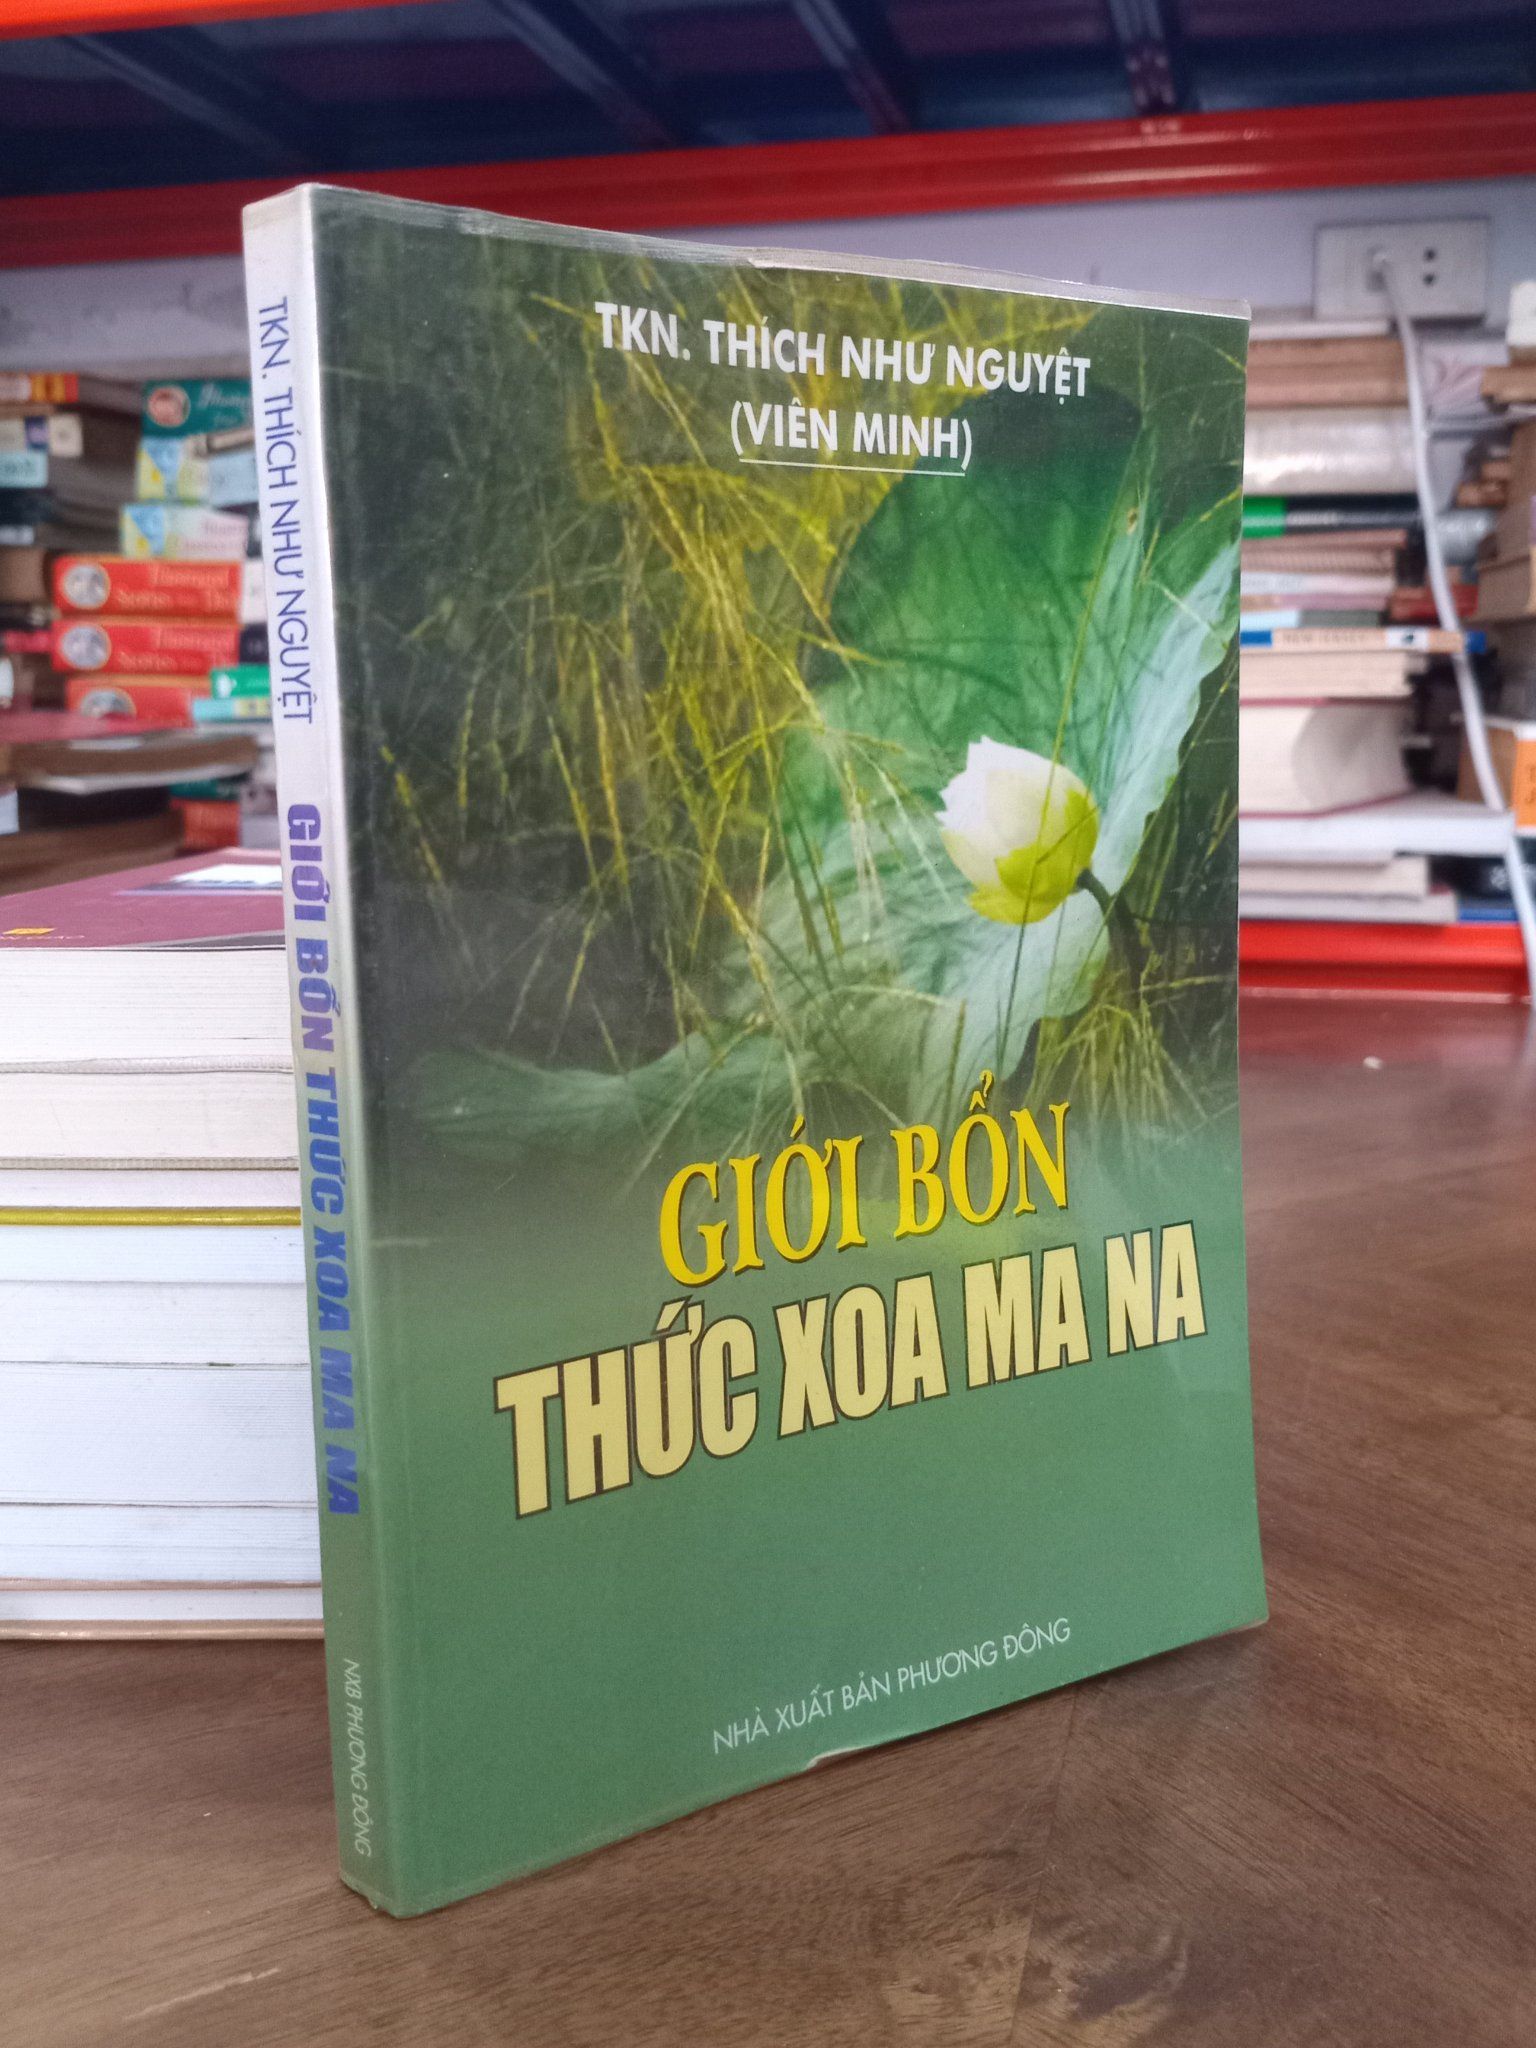 TKN. THÍCH NHƯ NGUYỆT
(VIÊN MINH)
GIỚI BỔN
THỨC XOA MA NA
NHÀ XUẤT BẢN PHƯƠNG ĐÔNG
TKN. THÍCH NHƯ NGUYỆT
GIỚI BỔN THỨC XOA MA NA
NXB PHƯƠNG ĐÔNG